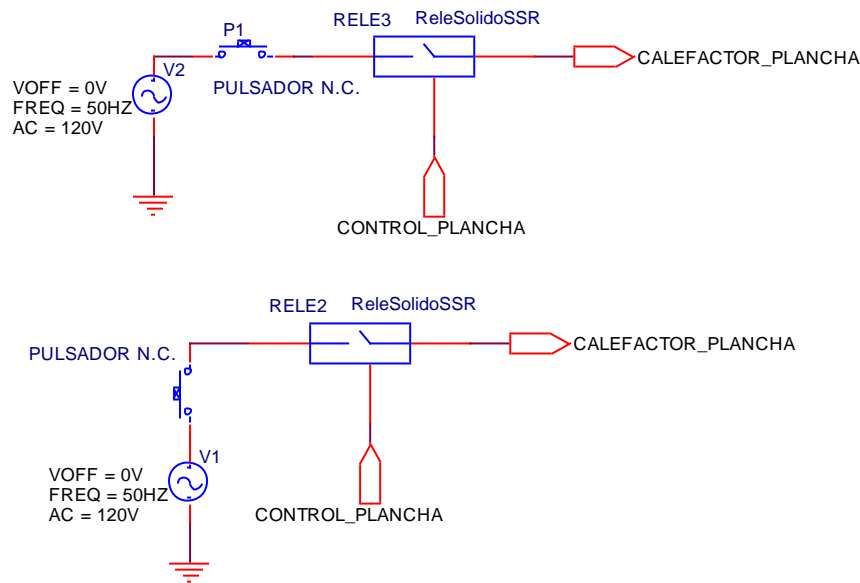 P1
RELE3
ReleSolidoSSR
V2
PULSADOR N.C.
VOFF = 0V
FREQ = 50HZ
AC = 120V
CALEFACTOR_PLANCHA
CONTROL_PLANCHA
RELE2
ReleSolidoSSR
PULSADOR N.C.
CALEFACTOR_PLANCHA
V1
VOFF = 0V
FREQ = 50HZ
AC = 120V
CONTROL_PLANCHA